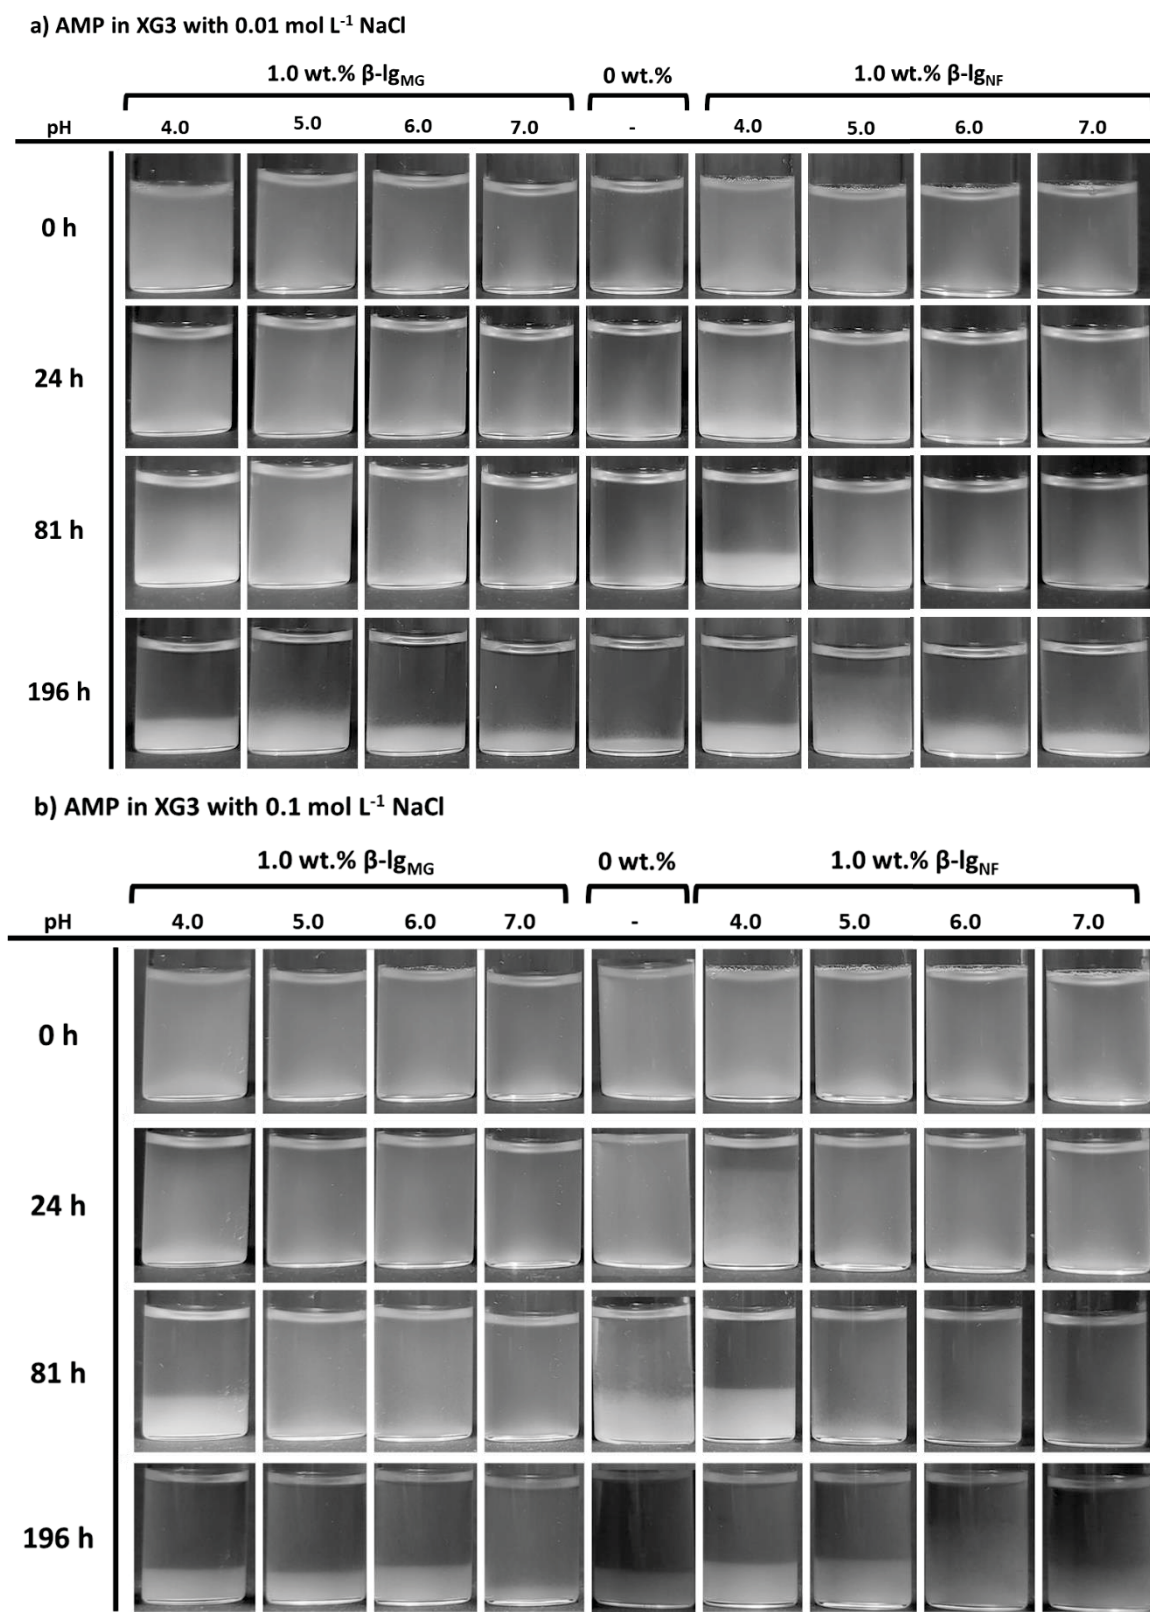 a) AMP in XG3 with 0.01 mol L⁻¹ NaCl
1.0 wt.% β-lgMG 0 wt.% 1.0 wt.% β-lgNF
pH 4.0 5.0 6.0 7.0 - 4.0 5.0 6.0 7.0
0 h
24 h
81 h
196 h
b) AMP in XG3 with 0.1 mol L⁻¹ NaCl
1.0 wt.% β-lgMG 0 wt.% 1.0 wt.% β-lgNF
pH 4.0 5.0 6.0 7.0 - 4.0 5.0 6.0 7.0
0 h
24 h
81 h
196 h